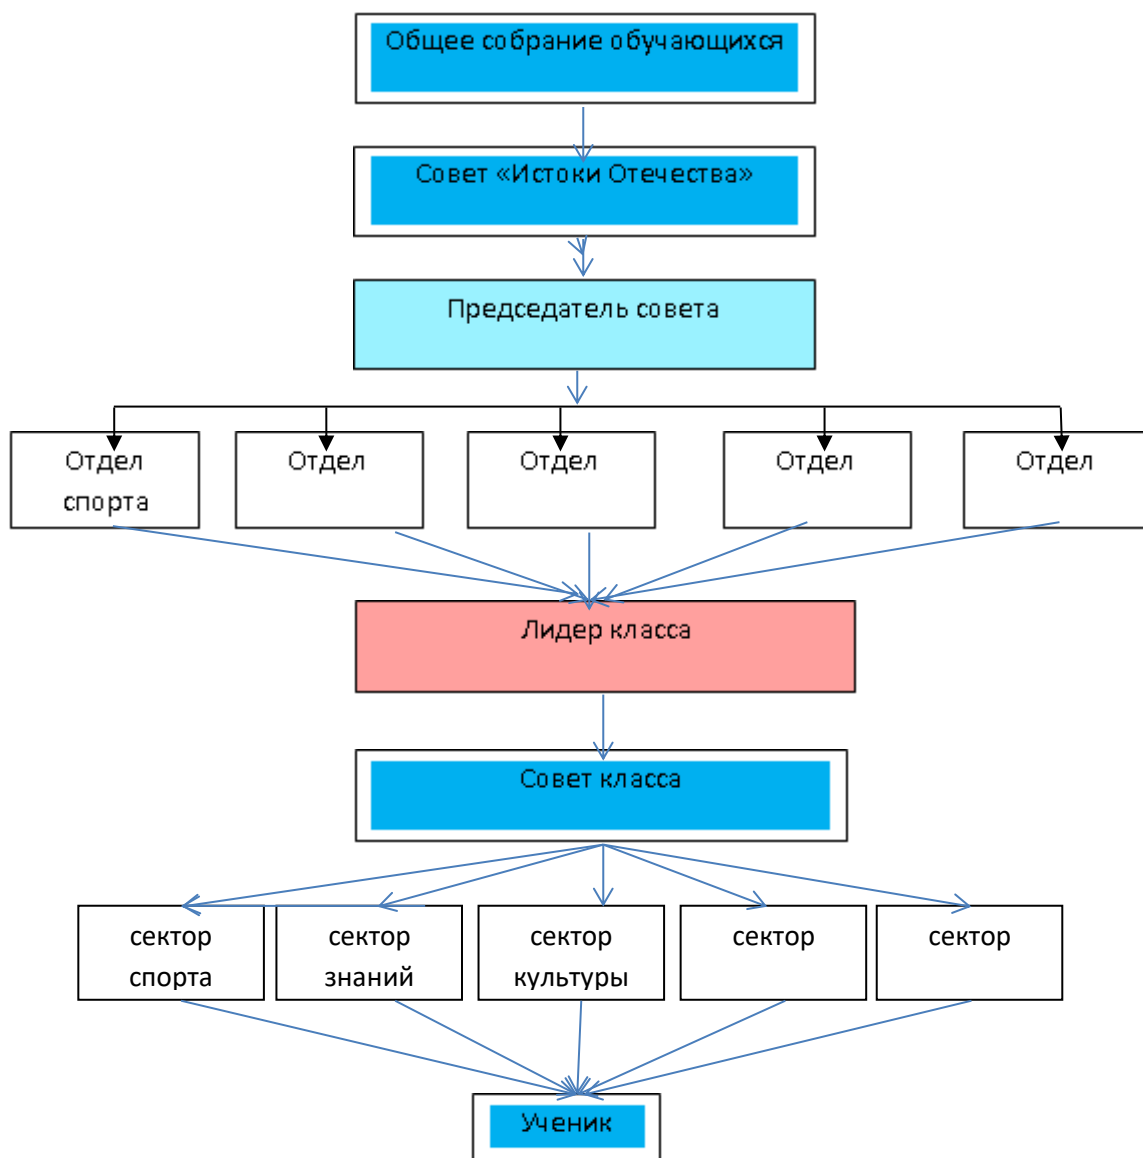 Общее собрание обучающихся
Совет «Истоки Отечества»
Председатель совета
Отдел
спорта
Отдел
Отдел
Отдел
Отдел
Лидер класса
Совет класса
сектор
спорта
сектор
знаний
сектор
культуры
сектор
сектор
Ученик